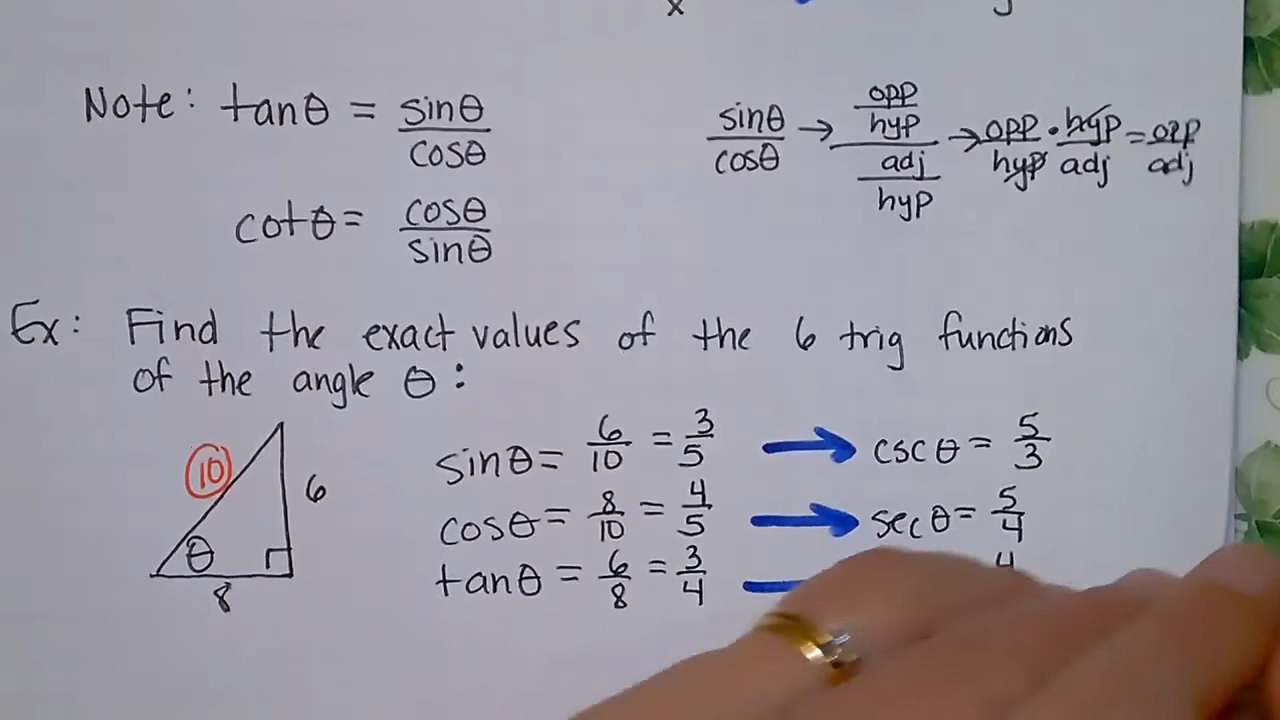 x
Note: tanθ = sinθ/cosθ
sinθ/cosθ → (opp/hyp)/(adj/hyp) → opp/hyp • hyp/adj = opp/adj
cotθ = cosθ/sinθ
Ex: Find the exact values of the 6 trig functions
of the angle θ:
10
6
θ
8
sinθ = 6/10 = 3/5 → cscθ = 5/3
cosθ = 8/10 = 4/5 → secθ = 5/4
tanθ = 6/8 = 3/4
4